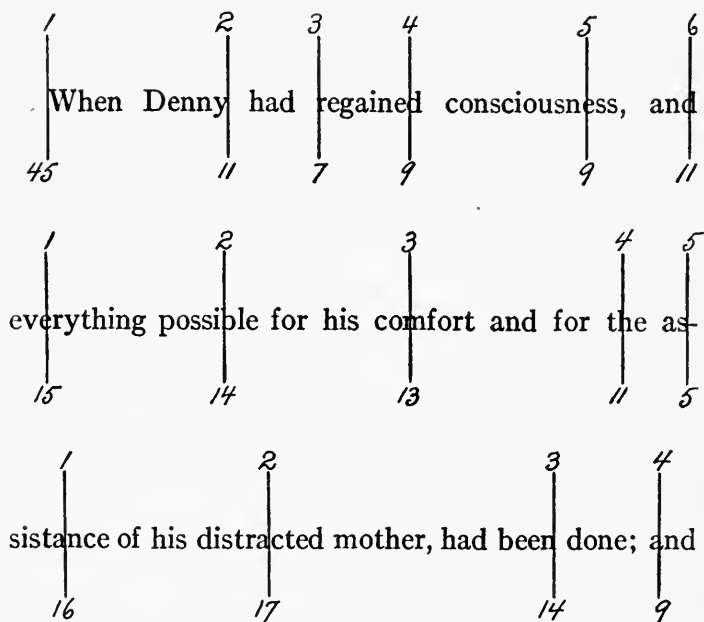 1 2 3 4 5 6
When Denny had regained consciousness, and
45 11 7 9 9 11
1 2 3 4 5
everything possible for his comfort and for the as-
15 14 13 11 5
1 2 3 4
sistance of his distracted mother, had been done; and
16 17 14 9